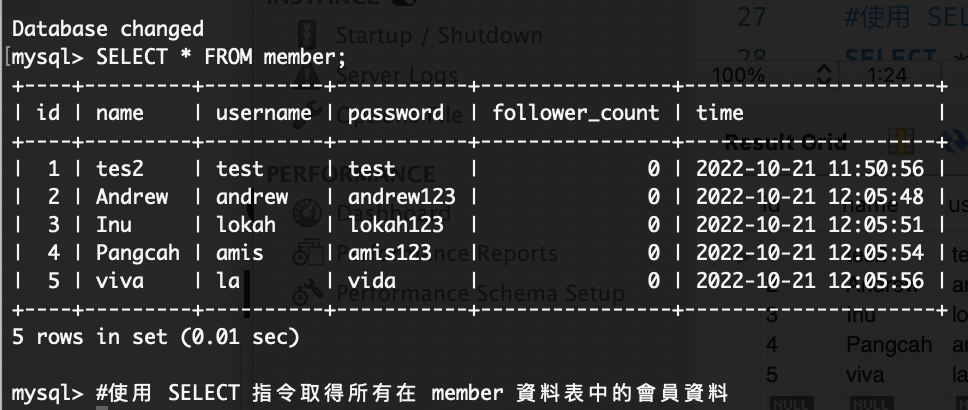 Database changed
mysql> SELECT * FROM member;
+----+---------+----------+-----------+----------------+---------------------+
| id | name | username | password | follower_count | time |
+----+---------+----------+-----------+----------------+---------------------+
| 1 | tes2 | test | test | 0 | 2022-10-21 11:50:56 |
| 2 | Andrew | andrew | andrew123 | 0 | 2022-10-21 12:05:48 |
| 3 | Inu | lokah | lokah123 | 0 | 2022-10-21 12:05:51 |
| 4 | Pangcah | amis | amis123 | 0 | 2022-10-21 12:05:54 |
| 5 | viva | la | vida | 0 | 2022-10-21 12:05:56 |
+----+---------+----------+-----------+----------------+---------------------+
5 rows in set (0.01 sec)
mysql> #使用 SELECT 指令取得所有在 member 資料表中的會員資料
INSTANCE
Startup / Shutdown
Server Logs
PERFORMANCE
Dashboard
Performance Reports
Performance Schema Setup
27 #使用 SEL
28 SELECT *
100% 1:24
Result Grid
id name us
3 Inu lo
4 Pangcah ar
5 viva la
NULL NULL